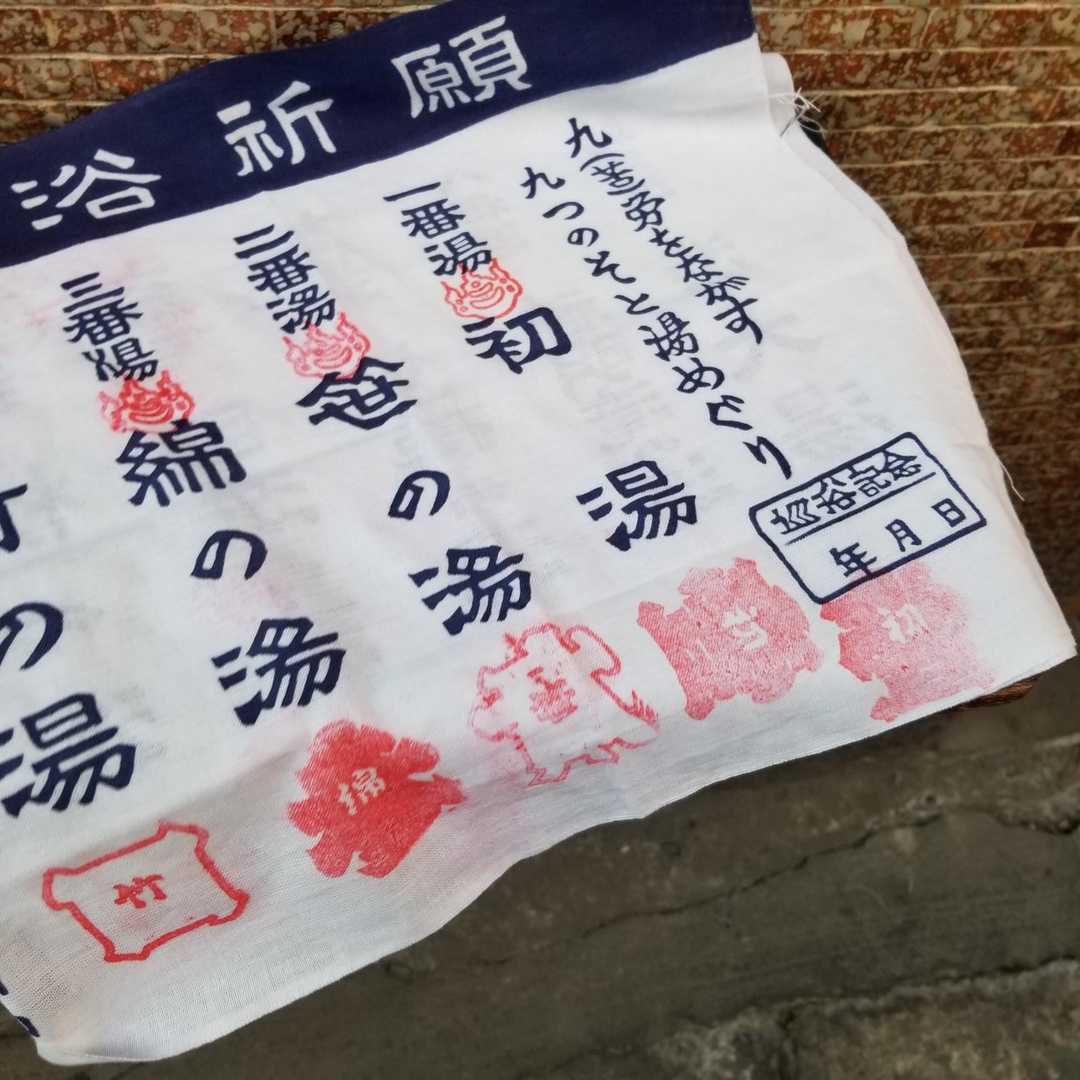 祈願浴
九(苦)労をながす
九つのそと湯めぐり
巡浴記念
年月日
一番湯
初湯
二番湯
笹の湯
三番湯
綿の湯
の湯
初
笹
綿
竹